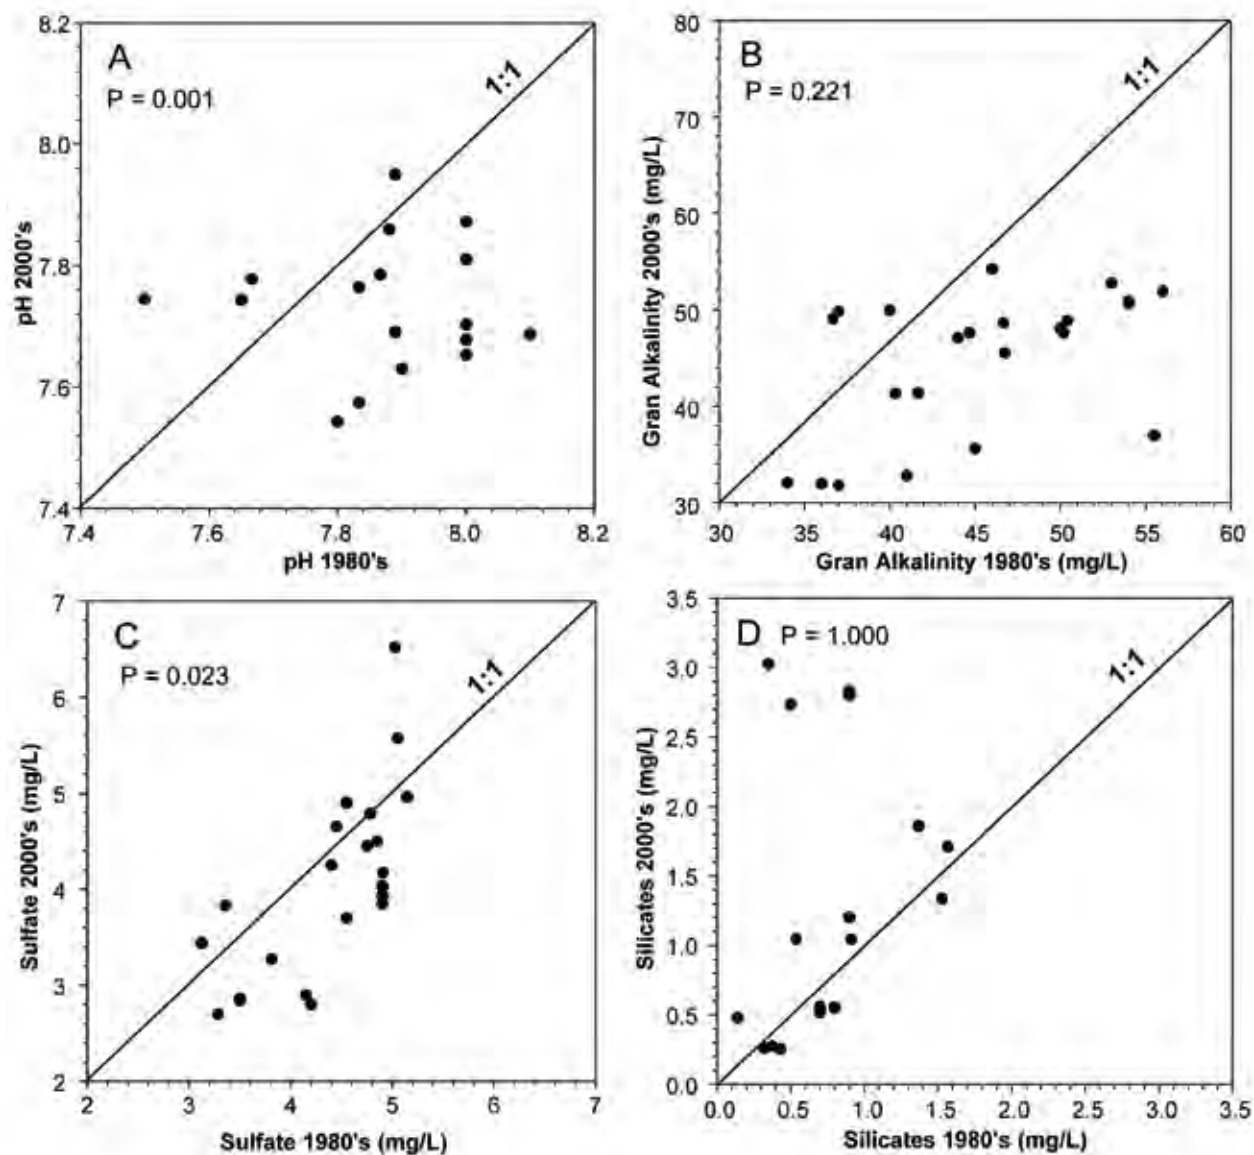 A
P = 0.001
1:1
8.2
8.0
7.8
7.6
7.4
pH 2000's
7.4 7.6 7.8 8.0 8.2
pH 1980's
B
P = 0.221
1:1
80
70
60
50
40
30
Gran Alkalinity 2000's (mg/L)
30 40 50 60
Gran Alkalinity 1980's (mg/L)
C
P = 0.023
1:1
7
6
5
4
3
2
Sulfate 2000's (mg/L)
2 3 4 5 6 7
Sulfate 1980's (mg/L)
D P = 1.000
1:1
3.5
3.0
2.5
2.0
1.5
1.0
0.5
0.0
Silicates 2000's (mg/L)
0.0 0.5 1.0 1.5 2.0 2.5 3.0 3.5
Silicates 1980's (mg/L)